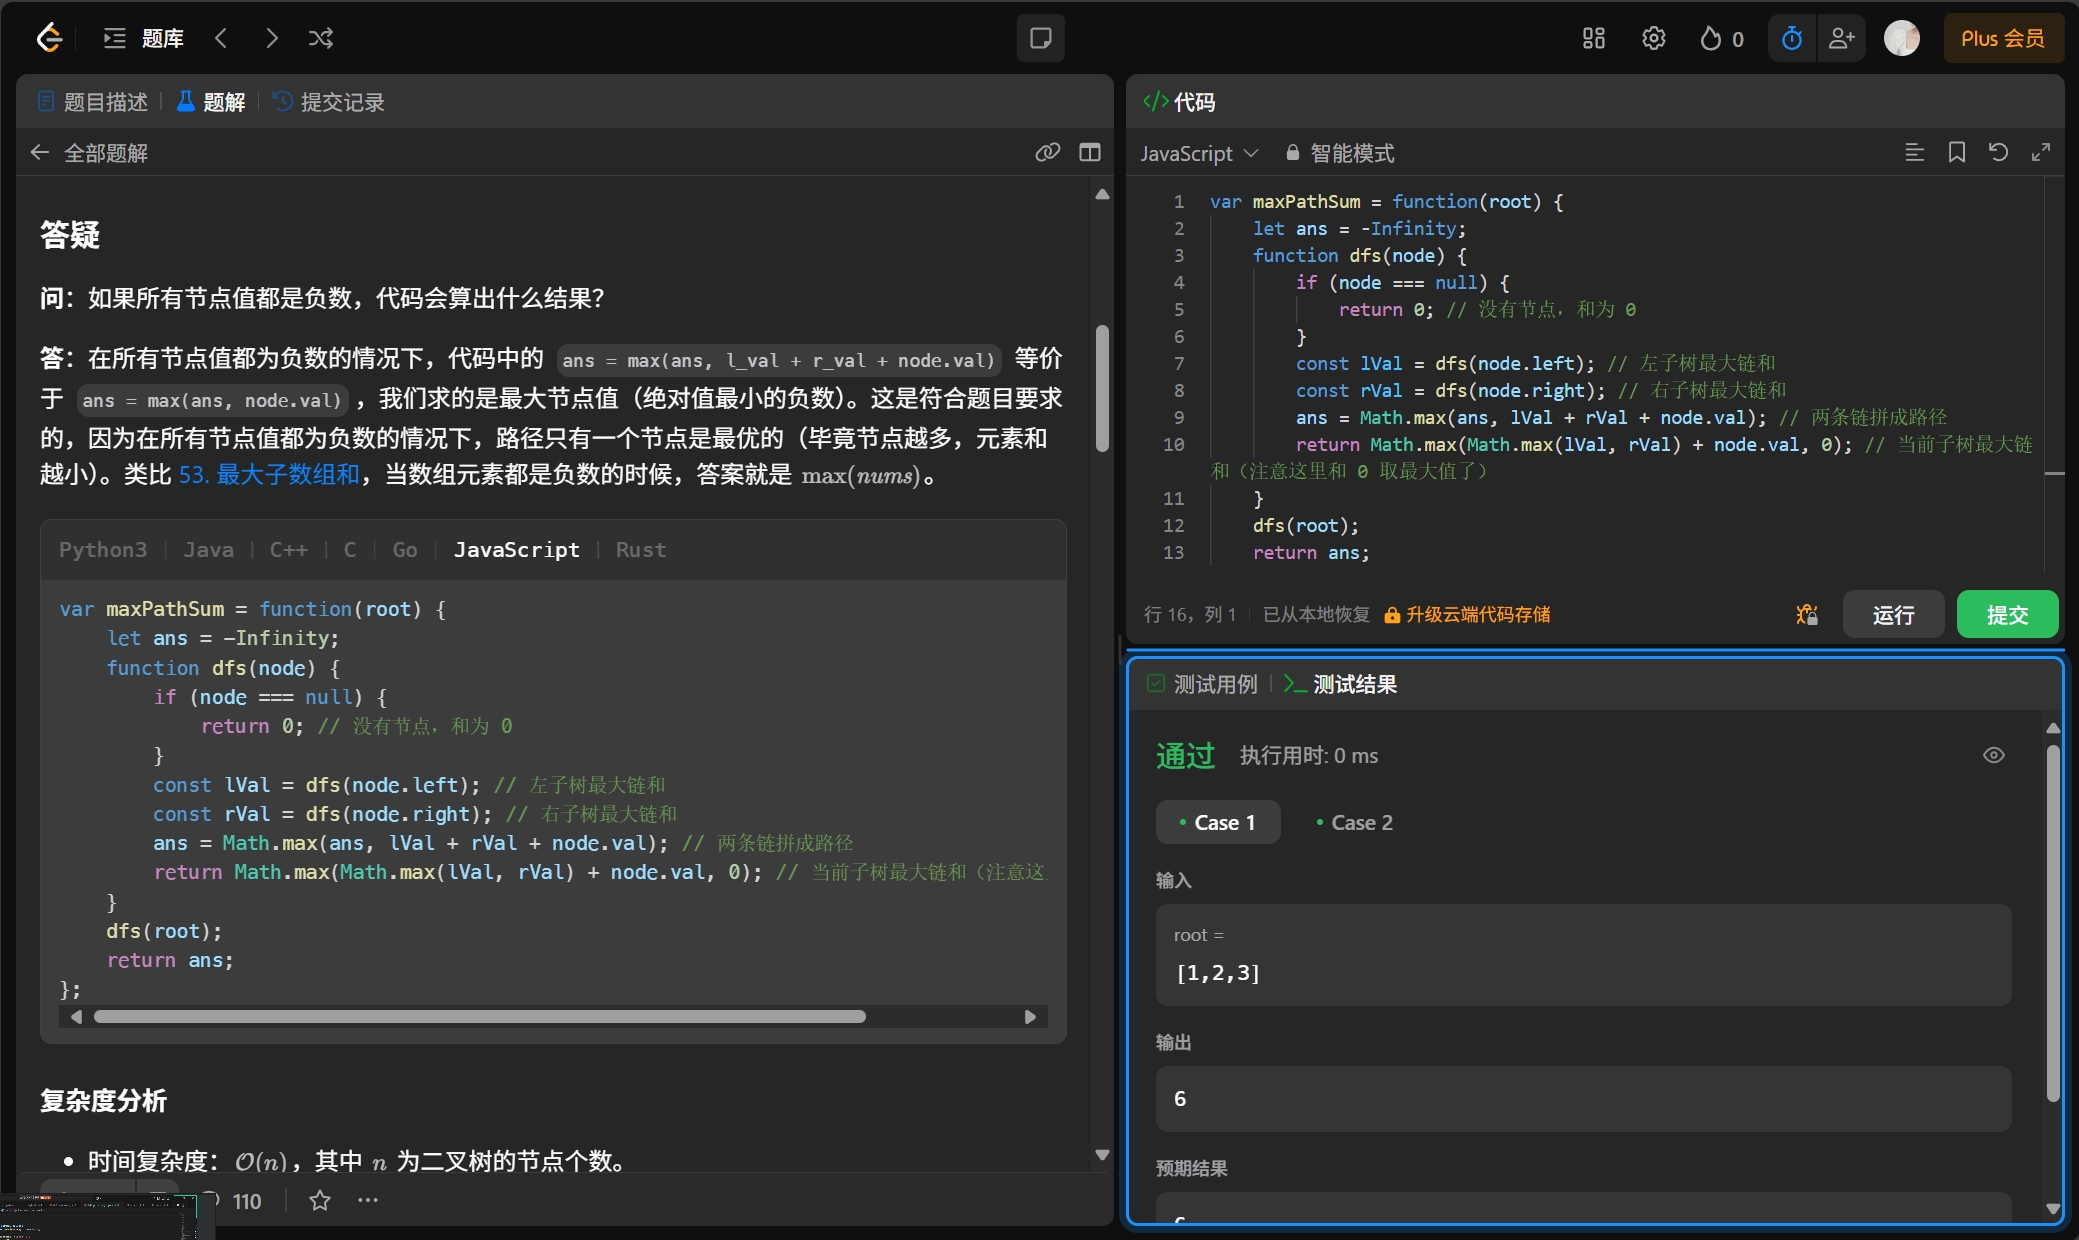 题库
0
Plus 会员
题目描述
题解
提交记录
全部题解
答疑
问：如果所有节点值都是负数，代码会算出什么结果？
答：在所有节点值都为负数的情况下，代码中的 ans = max(ans, l_val + r_val + node.val) 等价
于 ans = max(ans, node.val) ，我们求的是最大节点值（绝对值最小的负数）。这是符合题目要求
的，因为在所有节点值都为负数的情况下，路径只有一个节点是最优的（毕竟节点越多，元素和
越小）。类比 53. 最大子数组和，当数组元素都是负数的时候，答案就是 max(nums)。
Python3 | Java | C++ | C | Go | JavaScript | Rust
var maxPathSum = function(root) {
    let ans = -Infinity;
    function dfs(node) {
        if (node === null) {
            return 0; // 没有节点，和为 0
        }
        const lVal = dfs(node.left); // 左子树最大链和
        const rVal = dfs(node.right); // 右子树最大链和
        ans = Math.max(ans, lVal + rVal + node.val); // 两条链拼成路径
        return Math.max(Math.max(lVal, rVal) + node.val, 0); // 当前子树最大链和（注意这
    }
    dfs(root);
    return ans;
};
复杂度分析
• 时间复杂度：O(n)，其中 n 为二叉树的节点个数。
110
代码
JavaScript
智能模式
1 var maxPathSum = function(root) {
2     let ans = -Infinity;
3     function dfs(node) {
4         if (node === null) {
5             return 0; // 没有节点，和为 0
6         }
7         const lVal = dfs(node.left); // 左子树最大链和
8         const rVal = dfs(node.right); // 右子树最大链和
9         ans = Math.max(ans, lVal + rVal + node.val); // 两条链拼成路径
10         return Math.max(Math.max(lVal, rVal) + node.val, 0); // 当前子树最大链
和（注意这里和 0 取最大值了）
11     }
12     dfs(root);
13     return ans;
行 16，列 1
已从本地恢复
升级云端代码存储
运行
提交
测试用例
测试结果
通过
执行用时: 0 ms
• Case 1
• Case 2
输入
root =
[1,2,3]
输出
6
预期结果